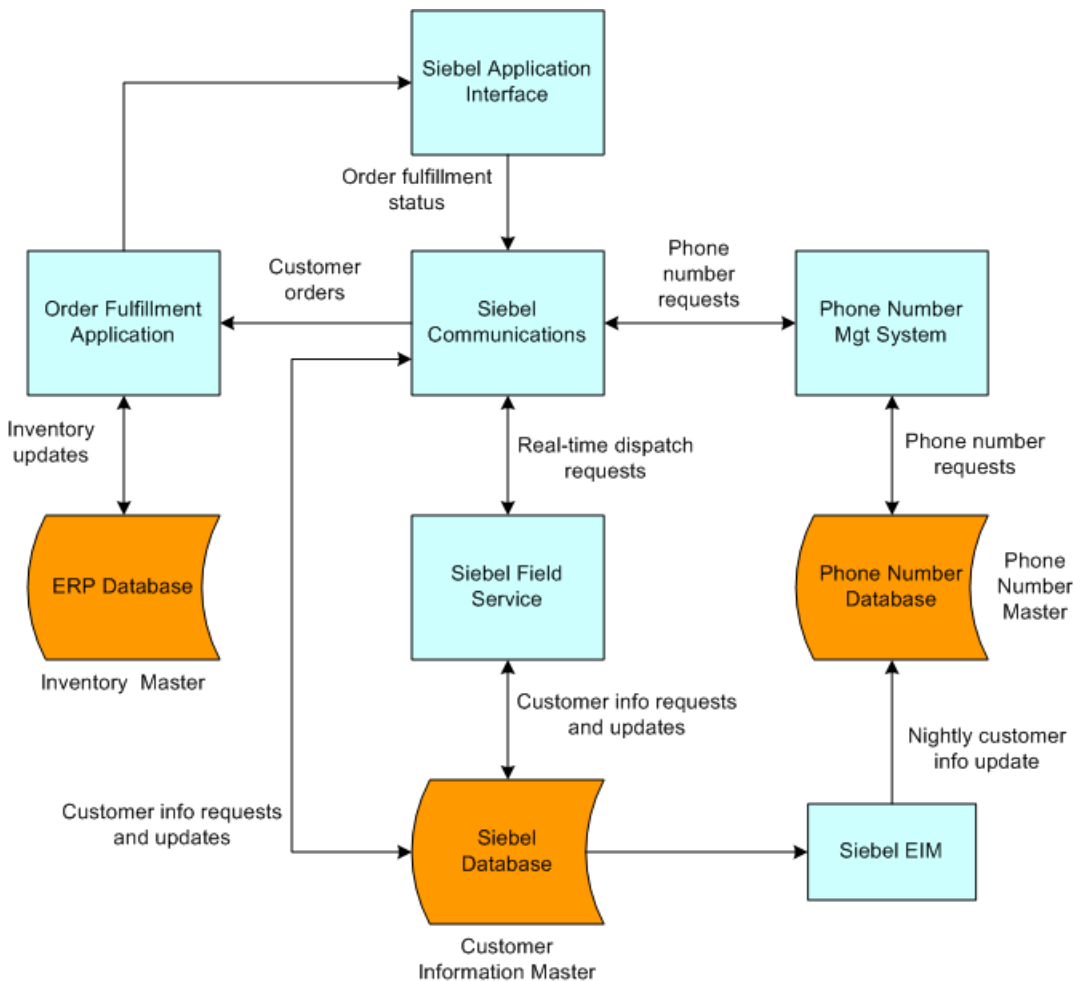 Siebel Application
Interface
Order fulfillment
status
Order Fulfillment
Application
Customer
orders
Siebel
Communications
Phone
number
requests
Phone Number
Mgt System
Inventory
updates
Real-time dispatch
requests
Phone number
requests
ERP Database
Inventory Master
Siebel Field
Service
Phone Number
Database
Phone
Number
Master
Customer info requests
and updates
Nightly customer
info update
Customer info requests
and updates
Siebel
Database
Siebel EIM
Customer
Information Master